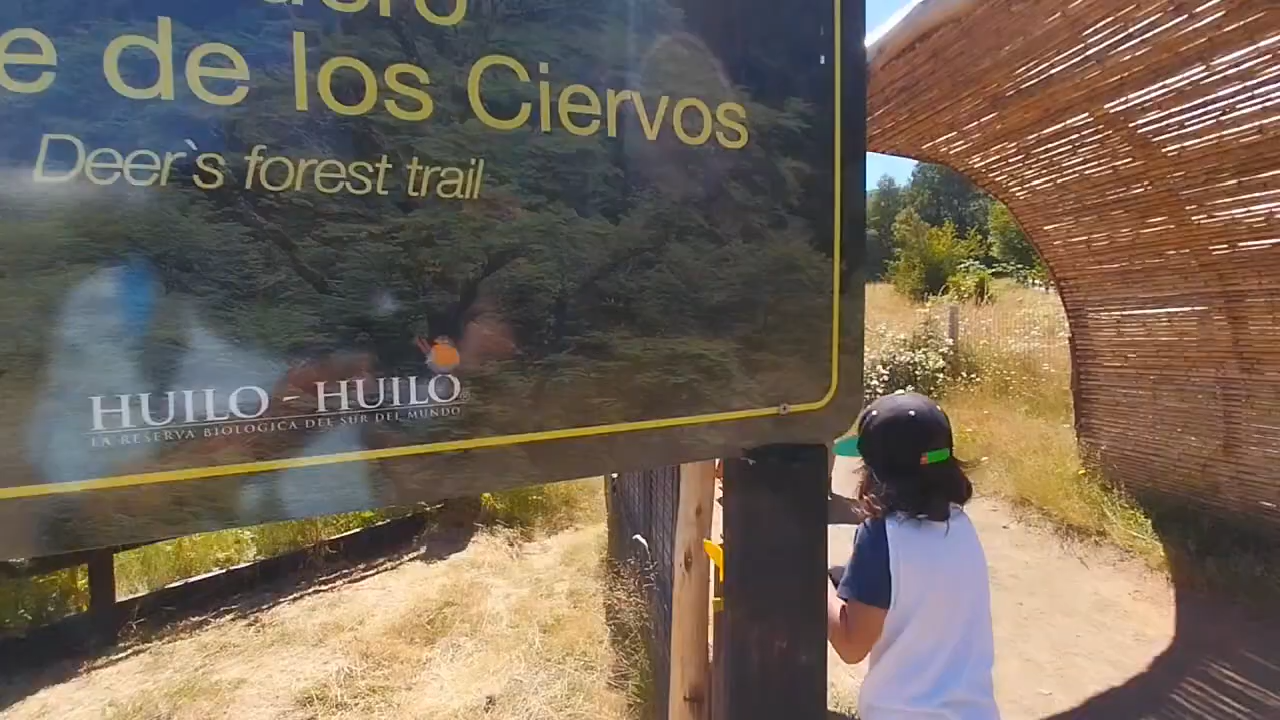 e de los Ciervos
Deer`s forest trail
HUILO - HUILO
LA RESERVA BIOLOGICA DEL SUR DEL MUNDO